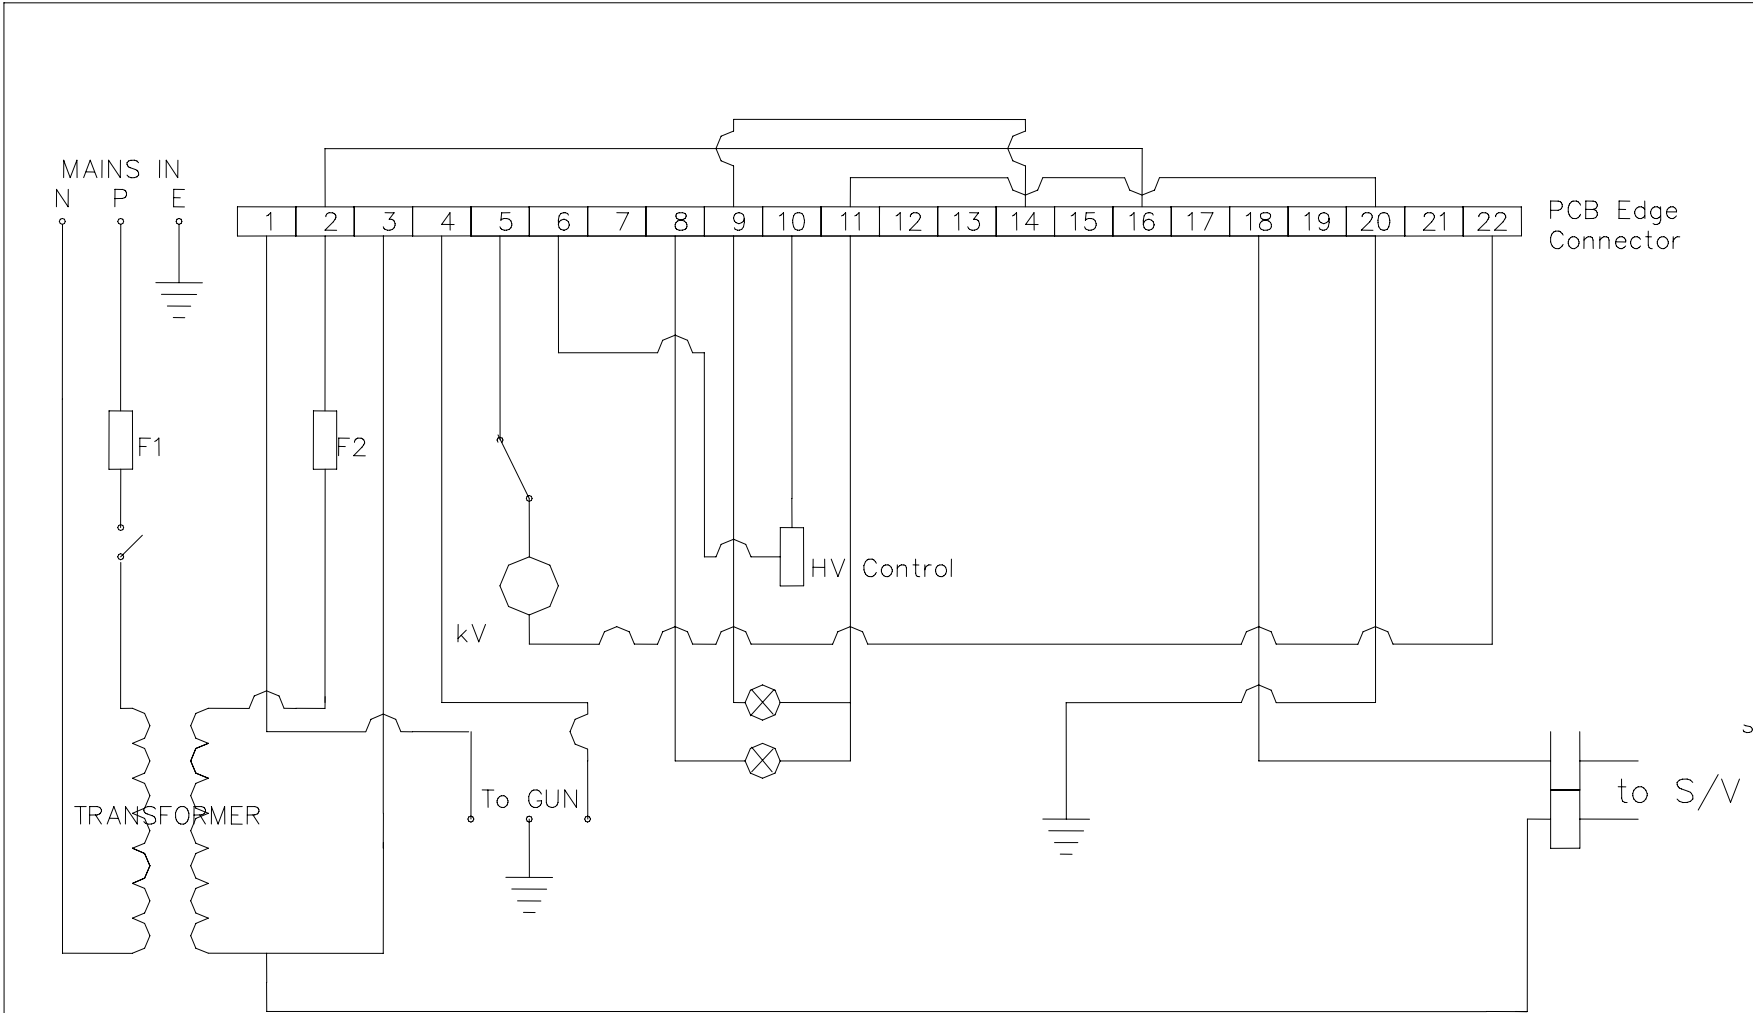 MAINS IN
N P E
1 2 3 4 5 6 7 8 9 10 11 12 13 14 15 16 17 18 19 20 21 22
PCB Edge
Connector
F1
F2
HV Control
kV
To GUN
TRANSFORMER
s
to S/V